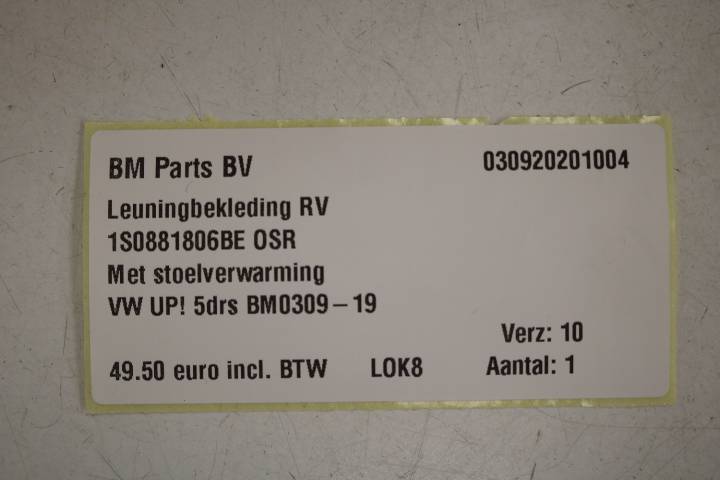 BM Parts BV 030920201004
Leuningbekleding RV
1S0881806BE OSR
Met stoelverwarming
VW UP! 5drs BM0309-19
Verz: 10
49.50 euro incl. BTW LOK8 Aantal: 1